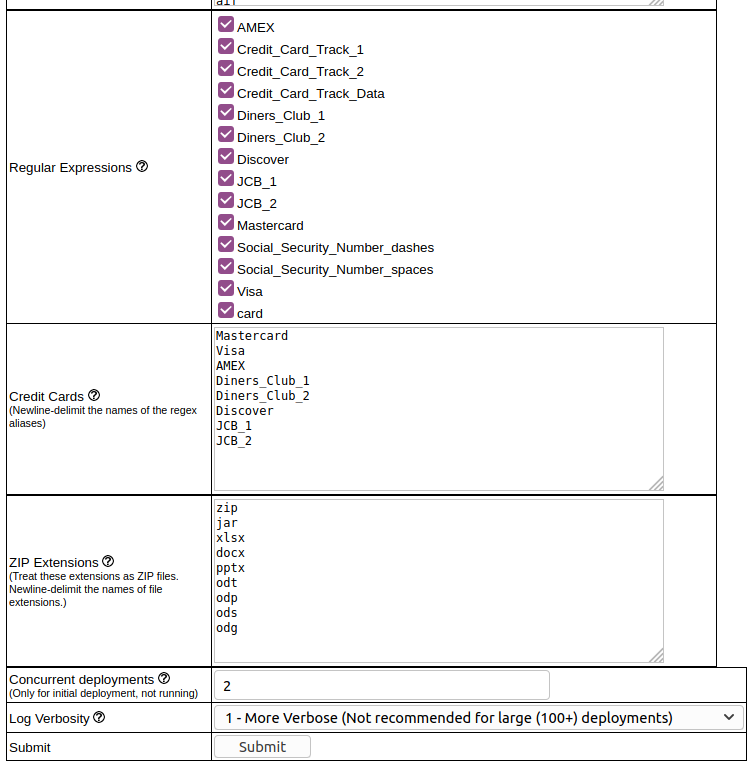 AMEX
Credit_Card_Track_1
Credit_Card_Track_2
Credit_Card_Track_Data
Diners_Club_1
Diners_Club_2
Discover
Regular Expressions
JCB_1
JCB_2
Mastercard
Social_Security_Number_dashes
Social_Security_Number_spaces
Visa
card
Credit Cards
(Newline-delimit the names of the regex
aliases)
Mastercard
Visa
AMEX
Diners_Club_1
Diners_Club_2
Discover
JCB_1
JCB_2
ZIP Extensions
(Treat these extensions as ZIP files.
Newline-delimit the names of file
extensions.)
zip
jar
xlsx
docx
pptx
odt
odp
ods
odg
Concurrent deployments
(Only for initial deployment, not running)
2
Log Verbosity
1 - More Verbose (Not recommended for large (100+) deployments)
Submit
Submit